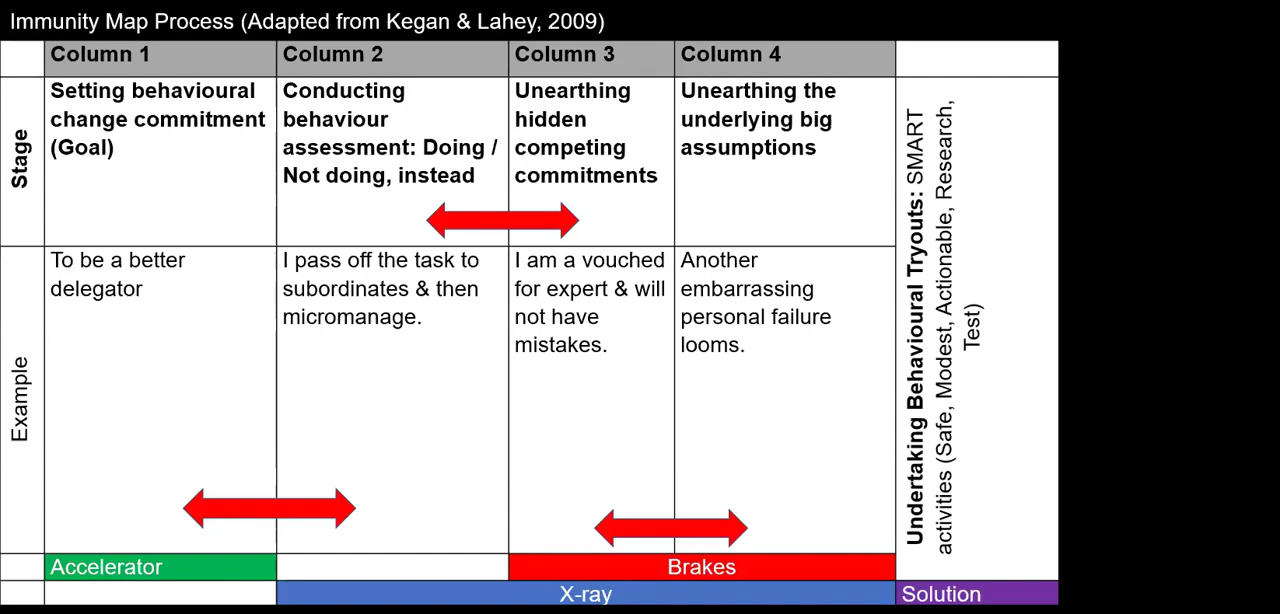 Immunity Map Process (Adapted from Kegan & Lahey, 2009)
Column 1
Column 2
Column 3
Column 4
Stage
Setting behavioural
change commitment
(Goal)
Conducting
behaviour
assessment: Doing /
Not doing, instead
Unearthing
hidden
competing
commitments
Unearthing the
underlying big
assumptions
Undertaking Behavioural Tryouts: SMART
activities (Safe, Modest, Actionable, Research,
Test)
Example
To be a better
delegator
I pass off the task to
subordinates & then
micromanage.
I am a vouched
for expert & will
not have
mistakes.
Another
embarrassing
personal failure
looms.
Accelerator
Brakes
X-ray
Solution